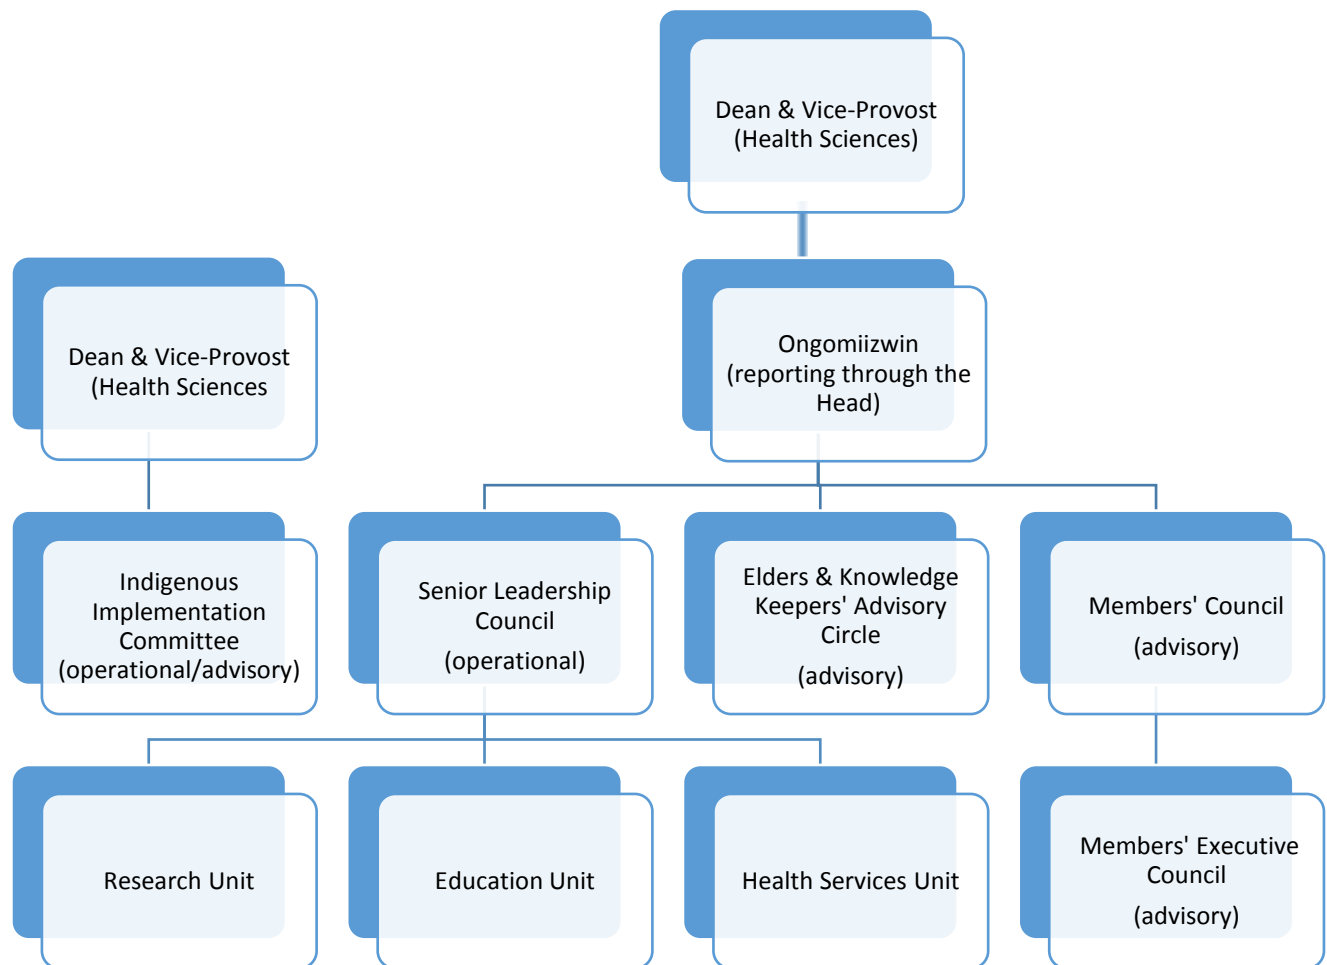 Dean & Vice-Provost
(Health Sciences)
Dean & Vice-Provost
(Health Sciences
Ongomiizwin
(reporting through the
Head)
Indigenous
Implementation
Committee
(operational/advisory)
Senior Leadership
Council
(operational)
Elders & Knowledge
Keepers' Advisory
Circle
(advisory)
Members' Council
(advisory)
Research Unit
Education Unit
Health Services Unit
Members' Executive
Council
(advisory)